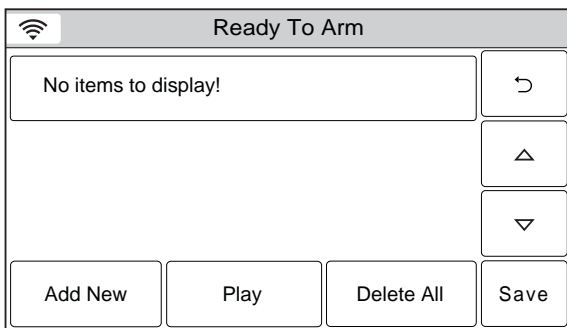 Ready To Arm
No items to display!
Add New
Play
Delete All
Save